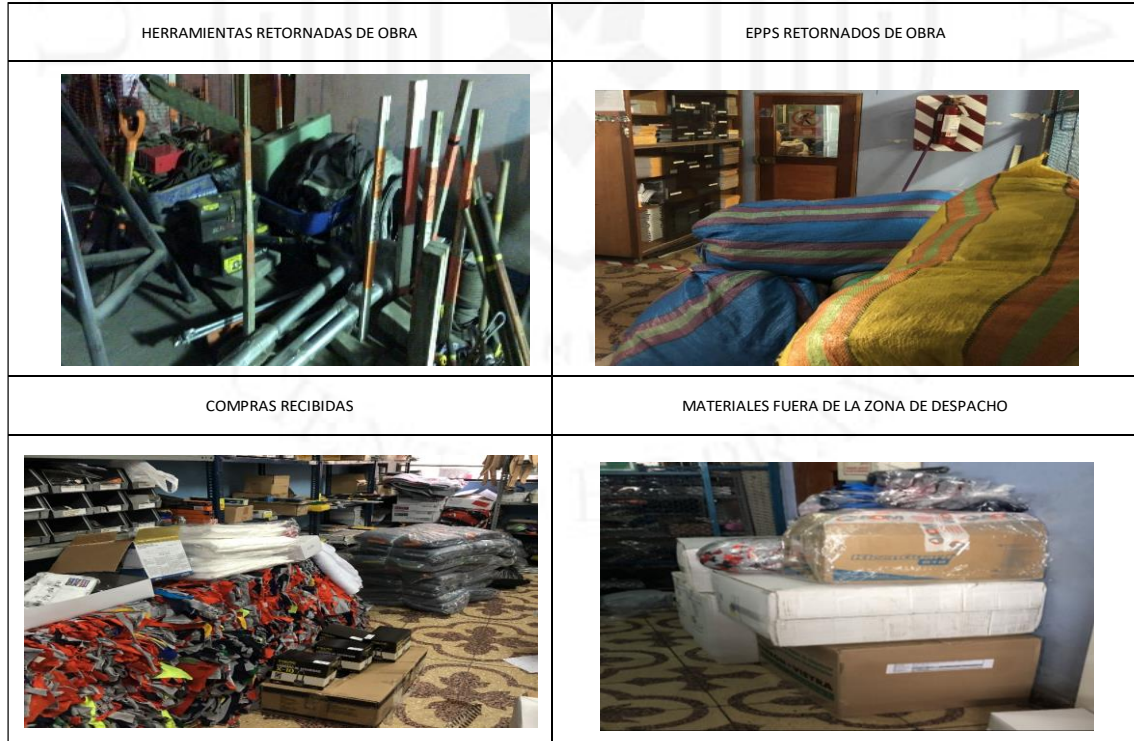 HERRAMIENTAS RETORNADAS DE OBRA
EPPS RETORNADOS DE OBRA
COMPRAS RECIBIDAS
MATERIALES FUERA DE LA ZONA DE DESPACHO